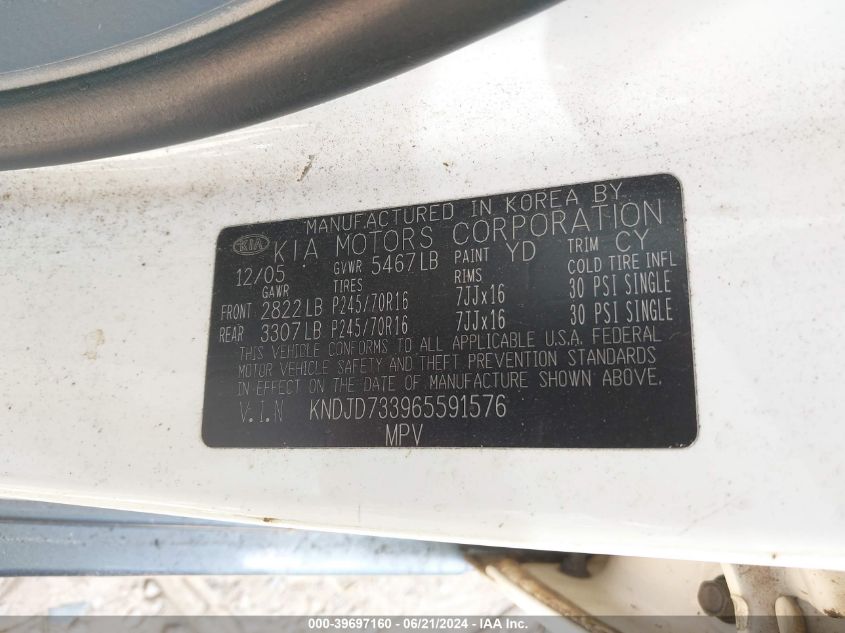 MANUFACTURED IN KOREA BY
KIA KIA MOTORS CORPORATION
12/05 GVWR 5467LB PAINT YD TRIM CY
GAWR TIRES RIMS COLD TIRE INFL
FRONT 2822LB P245/70R16 7JJx16 30 PSI SINGLE
REAR 3307LB P245/70R16 7JJx16 30 PSI SINGLE
THIS VEHICLE CONFORMS TO ALL APPLICABLE U.S.A. FEDERAL
MOTOR VEHICLE SAFETY AND THEFT PREVENTION STANDARDS
IN EFFECT ON THE DATE OF MANUFACTURE SHOWN ABOVE.
V.I.N KNDJD733965591576
MPV
000-39697160 - 06/21/2024 - IAA Inc.